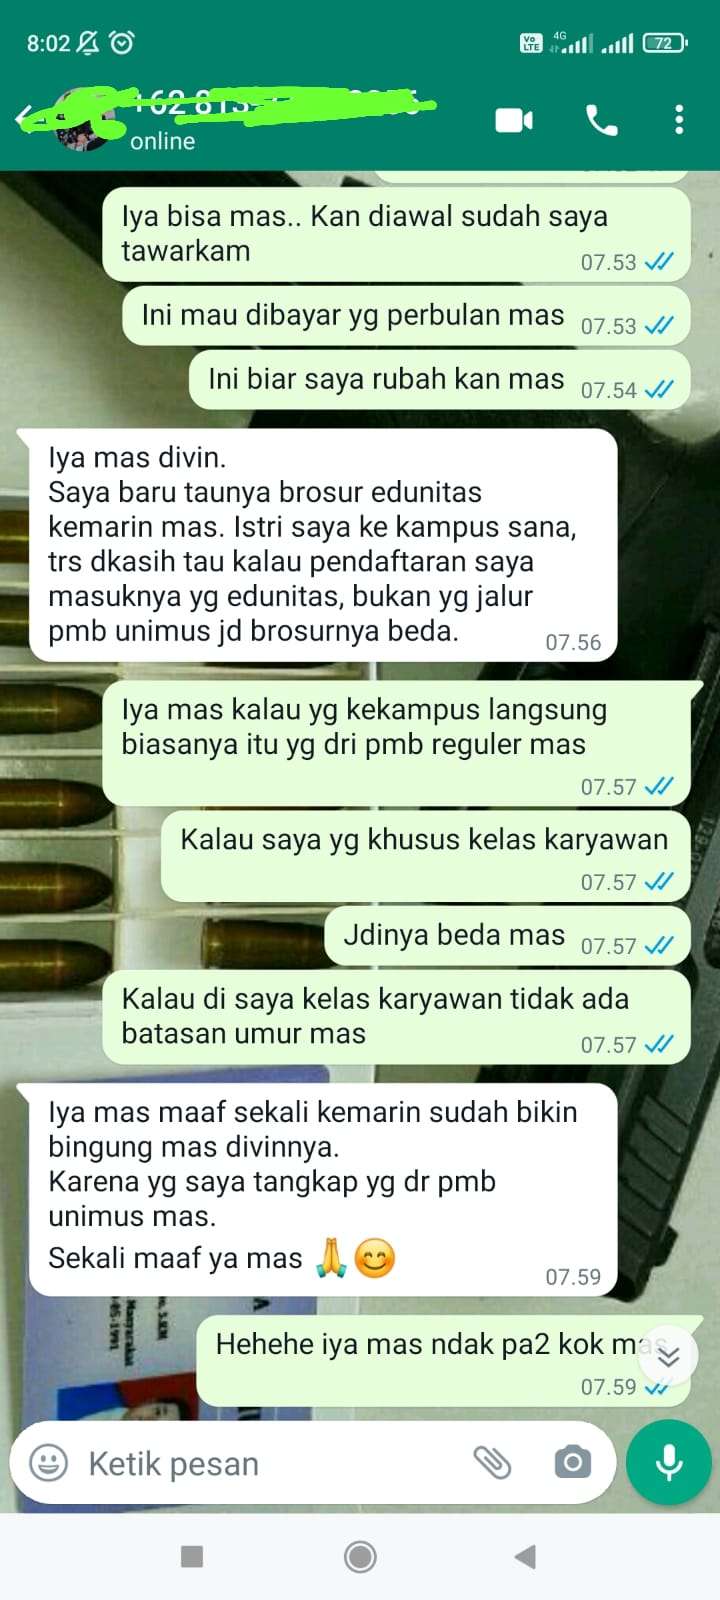 8:02
Vo LTE
4G
72
online
Iya bisa mas.. Kan diawal sudah saya
tawarkam
07.53
Ini mau dibayar yg perbulan mas
07.53
Ini biar saya rubah kan mas
07.54
Iya mas divin.
Saya baru taunya brosur edunitas
kemarin mas. Istri saya ke kampus sana,
trs dkasih tau kalau pendaftaran saya
masuknya yg edunitas, bukan yg jalur
pmb unimus jd brosurnya beda.
07.56
Iya mas kalau yg kekampus langsung
biasanya itu yg dri pmb reguler mas
07.57
Kalau saya yg khusus kelas karyawan
07.57
Jdinya beda mas
07.57
Kalau di saya kelas karyawan tidak ada
batasan umur mas
07.57
Iya mas maaf sekali kemarin sudah bikin
bingung mas divinnya.
Karena yg saya tangkap yg dr pmb
unimus mas.
Sekali maaf ya mas 🙏😊
07.59
Hehehe iya mas ndak pa2 kok mas
07.59
Ketik pesan